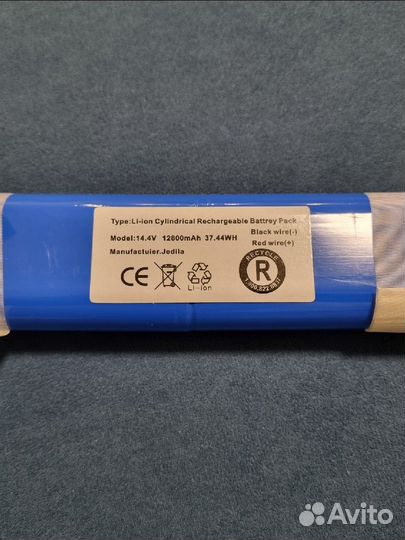 Type:Li-ion Cylindrical Rechargeable Battrey Pack
Black wire(-)
Model:14.4V 12800mAh 37.44WH
Red wire(+)
Manufactuier.Jedila
CE
Li-ion
RECYCLE
R
Avito